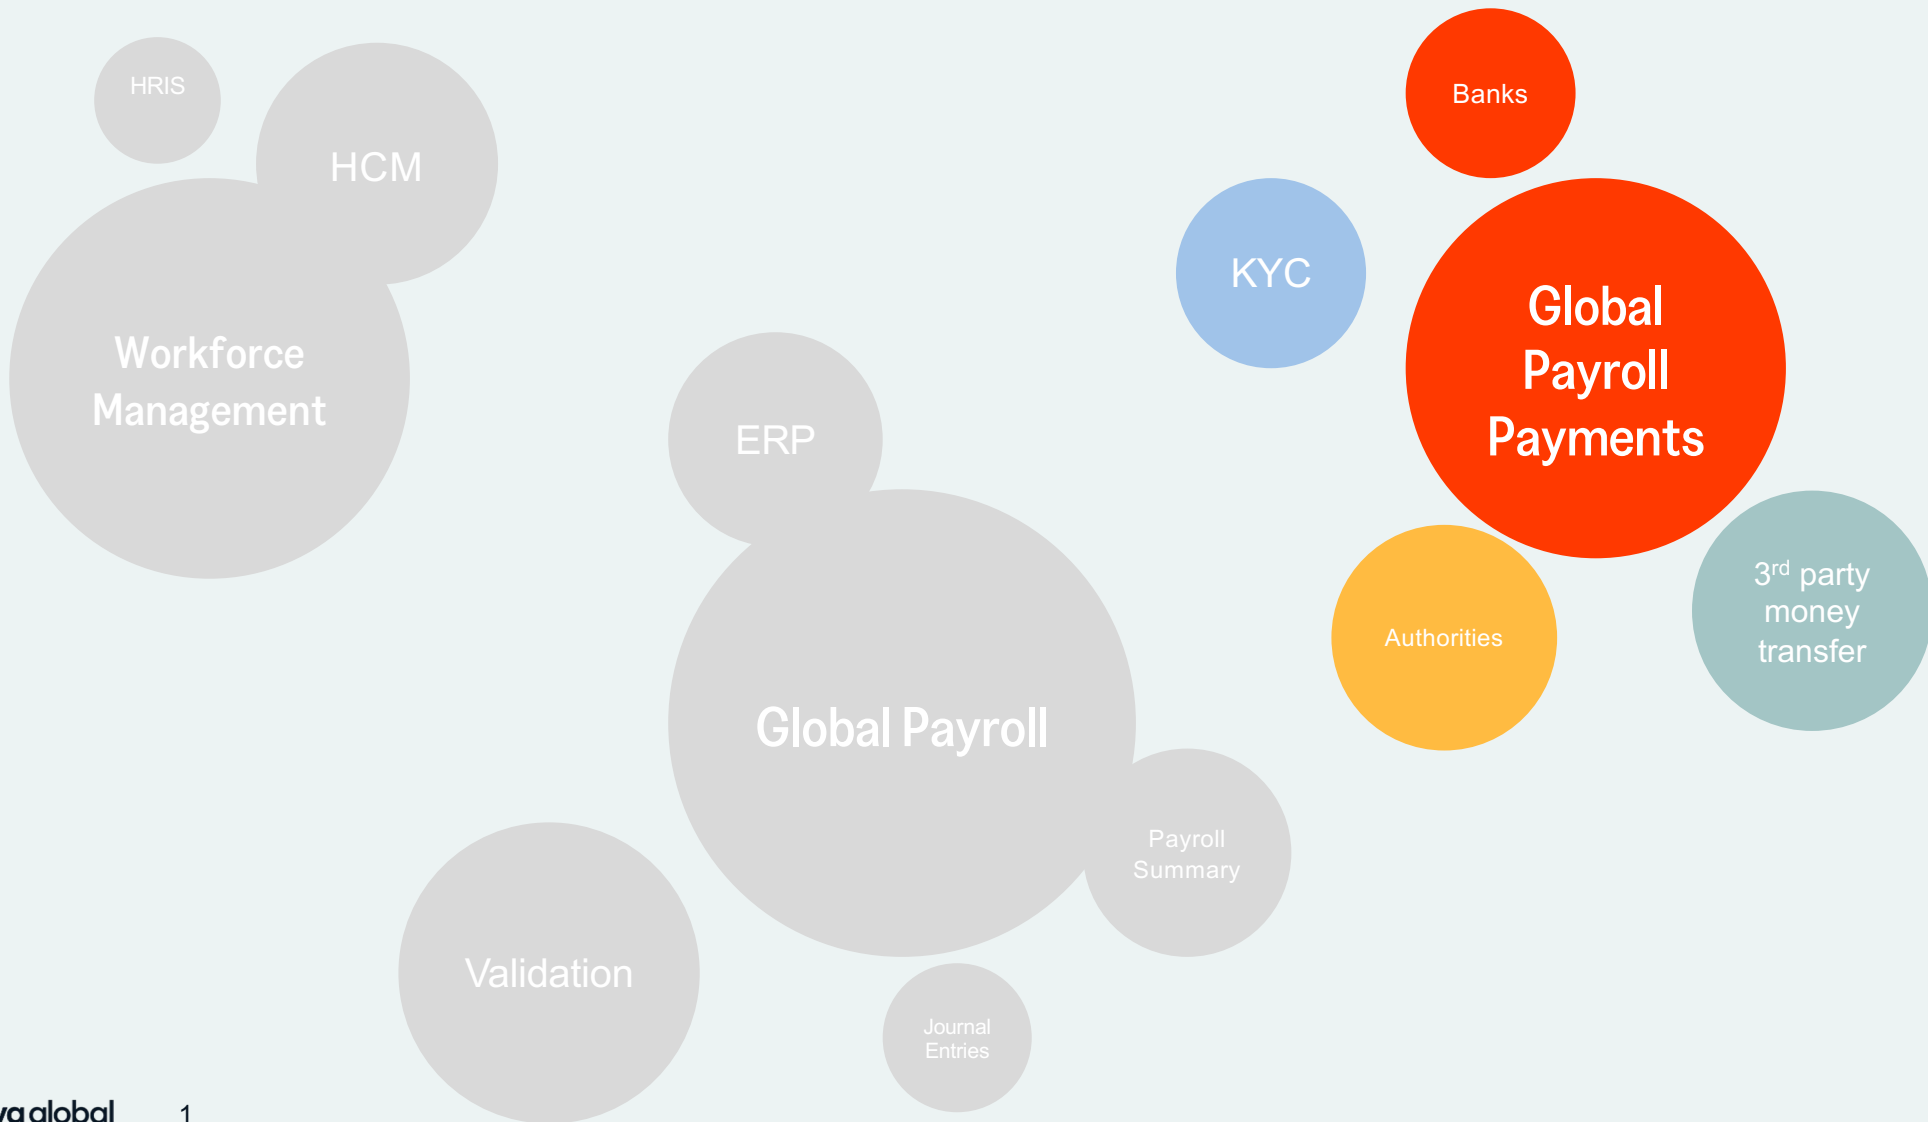 HRIS
HCM
Workforce
Management
Banks
KYC
Global
Payroll
Payments
ERP
3rd party
money
transfer
Authorities
Global Payroll
Payroll
Summary
Validation
Journal
Entries
global
1